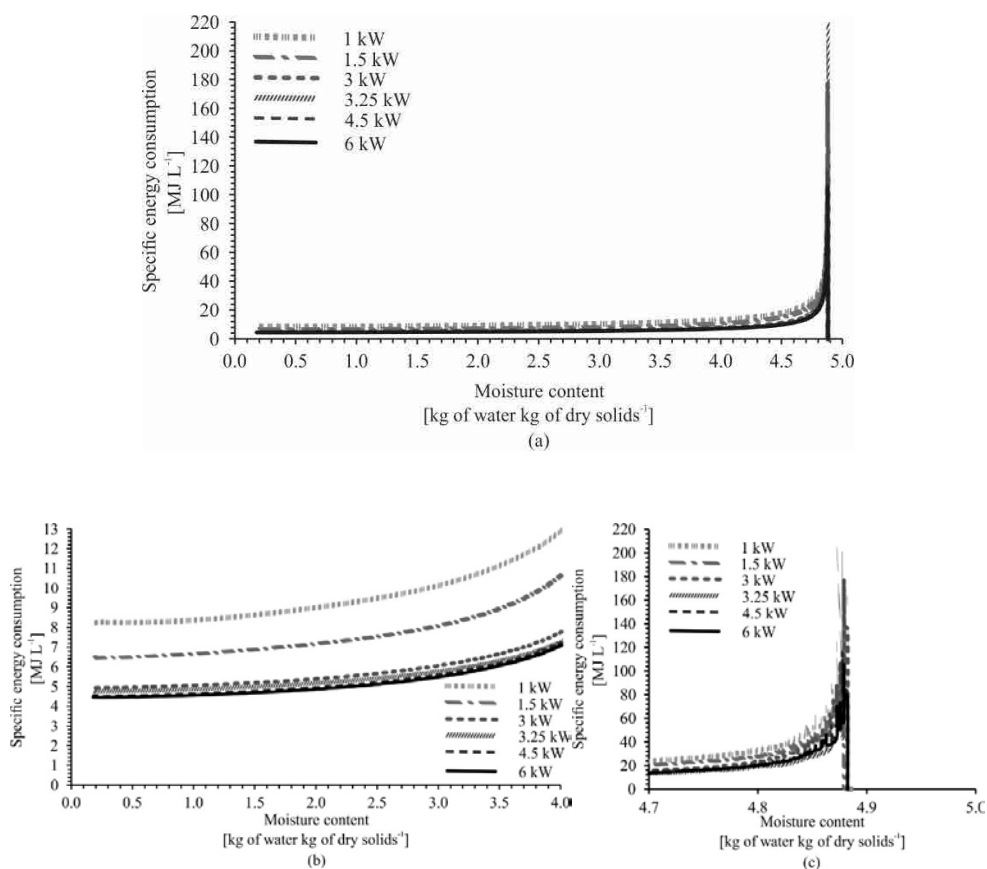 220
200
180
160
140
120
100
80
60
40
20
0
Specific energy consumption
[MJ L⁻¹]
1 kW
1.5 kW
3 kW
3.25 kW
4.5 kW
6 kW
0.0 0.5 1.0 1.5 2.0 2.5 3.0 3.5 4.0 4.5 5.0
Moisture content
[kg of water kg of dry solids⁻¹]
(a)
13
12
11
10
9
8
7
6
5
4
3
2
1
0
Specific energy consumption
[MJ L⁻¹]
1 kW
1.5 kW
3 kW
3.25 kW
4.5 kW
6 kW
0.0 0.5 1.0 1.5 2.0 2.5 3.0 3.5 4.0
Moisture content
[kg of water kg of dry solids⁻¹]
(b)
220
200
180
160
140
120
100
80
60
40
20
0
Specific energy consumption
[MJ L⁻¹]
1 kW
1.5 kW
3 kW
3.25 kW
4.5 kW
6 kW
4.7 4.8 4.9 5.0
Moisture content
[kg of water kg of dry solids⁻¹]
(c)